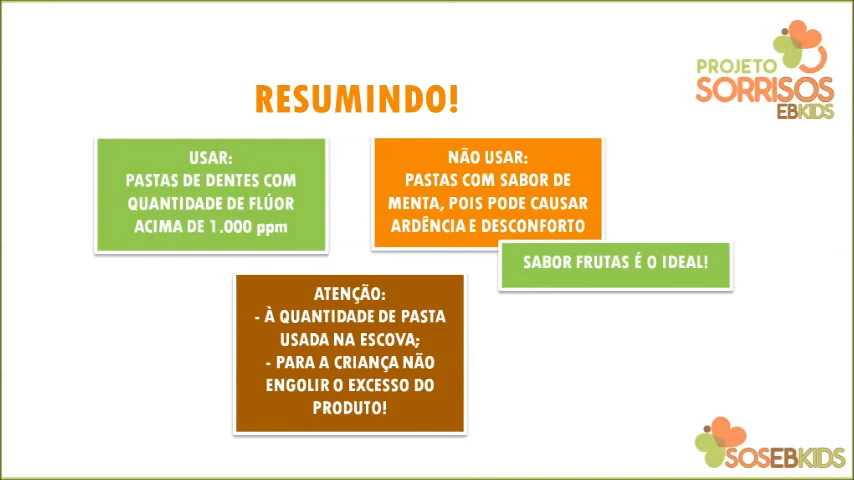 PROJETO
SORRISOS
EBKIDS
RESUMINDO!
USAR:
PASTAS DE DENTES COM
QUANTIDADE DE FLÚOR
ACIMA DE 1.000 ppm
NÃO USAR:
PASTAS COM SABOR DE
MENTA, POIS PODE CAUSAR
ARDÊNCIA E DESCONFORTO
SABOR FRUTAS É O IDEAL!
ATENÇÃO:
- À QUANTIDADE DE PASTA
USADA NA ESCOVA;
- PARA A CRIANÇA NÃO
ENGOLIR O EXCESSO DO
PRODUTO!
SOSEBKIDS